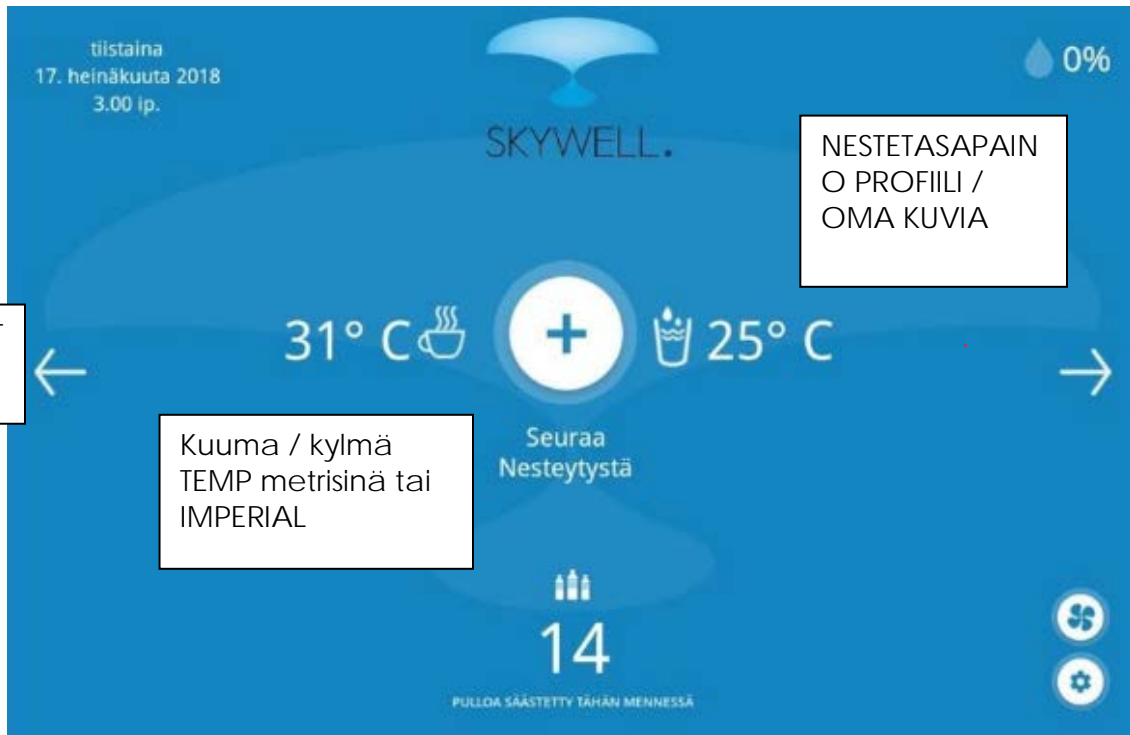 tiistaina
17. heinäkuuta 2018
3.00 ip.
SKYWELL.
0%
NESTETASAPAIN
O PROFIILI /
OMA KUVIA
31° C
25° C
Seuraa
Nesteytystä
Kuuma / kylmä
TEMP metrisinä tai
IMPERIAL
14
PULLOA SÄÄSTETTY TÄHÄN MENNESSÄ